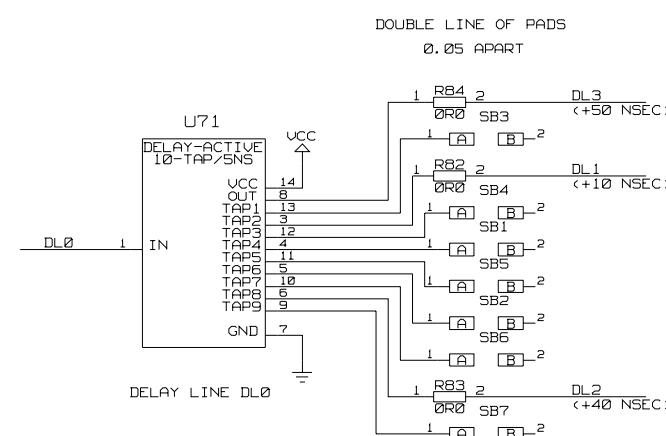 DOUBLE LINE OF PADS
0.05 APART
U71
DELAY-ACTIVE
10-TAP/5NS
VCC
VCC 14
OUT 8
TAP1 13
TAP2 3
TAP3 12
TAP4 4
TAP5 11
TAP6 5
TAP7 10
TAP8 6
TAP9 9
GND 7
DL0 1 IN
DELAY LINE DL0
1 R84 2 DL3
0R0 SB3 (+50 NSEC)
1 A B 2
1 R82 2 DL1
0R0 SB4 (+10 NSEC)
1 A B 2
SB1
1 A B 2
SB5
1 A B 2
SB2
1 A B 2
SB6
1 A B 2
1 R83 2 DL2
0R0 SB7 (+40 NSEC)
1 A B 2